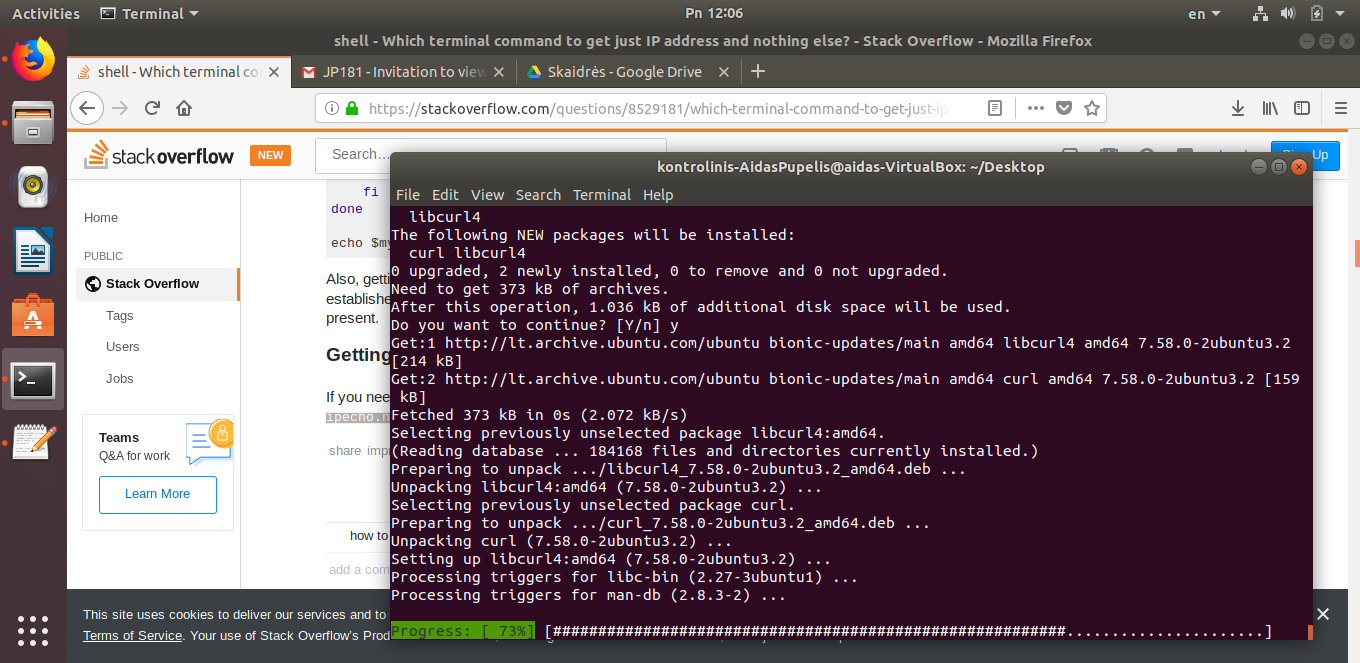 Activities Terminal Pn 12:06 en
shell - Which terminal command to get just IP address and nothing else? - Stack Overflow - Mozilla Firefox
shell - Which terminal co JP181 - Invitation to view Skaidrės - Google Drive
https://stackoverflow.com/questions/8529181/which-terminal-command-to-get-just-ip
stackoverflow NEW Search... Up
Home
PUBLIC
Stack Overflow
Tags
Users
Jobs
Teams
Q&A for work
Learn More
fi
done
echo $my
Also, getti
establishe
present.
Getting
If you nee
ipecho.n
share impr
how to
add a com
This site uses cookies to deliver our services and to
Terms of Service. Your use of Stack Overflow's Prod
kontrolinis-AidasPupelis@aidas-VirtualBox: ~/Desktop
File Edit View Search Terminal Help
libcurl4
The following NEW packages will be installed:
curl libcurl4
0 upgraded, 2 newly installed, 0 to remove and 0 not upgraded.
Need to get 373 kB of archives.
After this operation, 1.036 kB of additional disk space will be used.
Do you want to continue? [Y/n] y
Get:1 http://lt.archive.ubuntu.com/ubuntu bionic-updates/main amd64 libcurl4 amd64 7.58.0-2ubuntu3.2
[214 kB]
Get:2 http://lt.archive.ubuntu.com/ubuntu bionic-updates/main amd64 curl amd64 7.58.0-2ubuntu3.2 [159
kB]
Fetched 373 kB in 0s (2.072 kB/s)
Selecting previously unselected package libcurl4:amd64.
(Reading database ... 184168 files and directories currently installed.)
Preparing to unpack .../libcurl4_7.58.0-2ubuntu3.2_amd64.deb ...
Unpacking libcurl4:amd64 (7.58.0-2ubuntu3.2) ...
Selecting previously unselected package curl.
Preparing to unpack .../curl_7.58.0-2ubuntu3.2_amd64.deb ...
Unpacking curl (7.58.0-2ubuntu3.2) ...
Setting up libcurl4:amd64 (7.58.0-2ubuntu3.2) ...
Processing triggers for libc-bin (2.27-3ubuntu1) ...
Processing triggers for man-db (2.8.3-2) ...
Progress: [ 73%] [#########################################################......................]